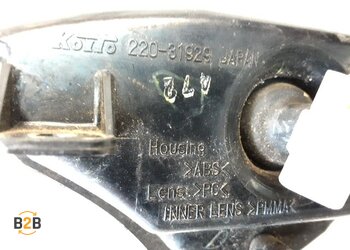 KOITO 220-31929 JAPAN
Housing
>ABS<
Lens:>PC<
INNER LENS >PMMA<
B2B